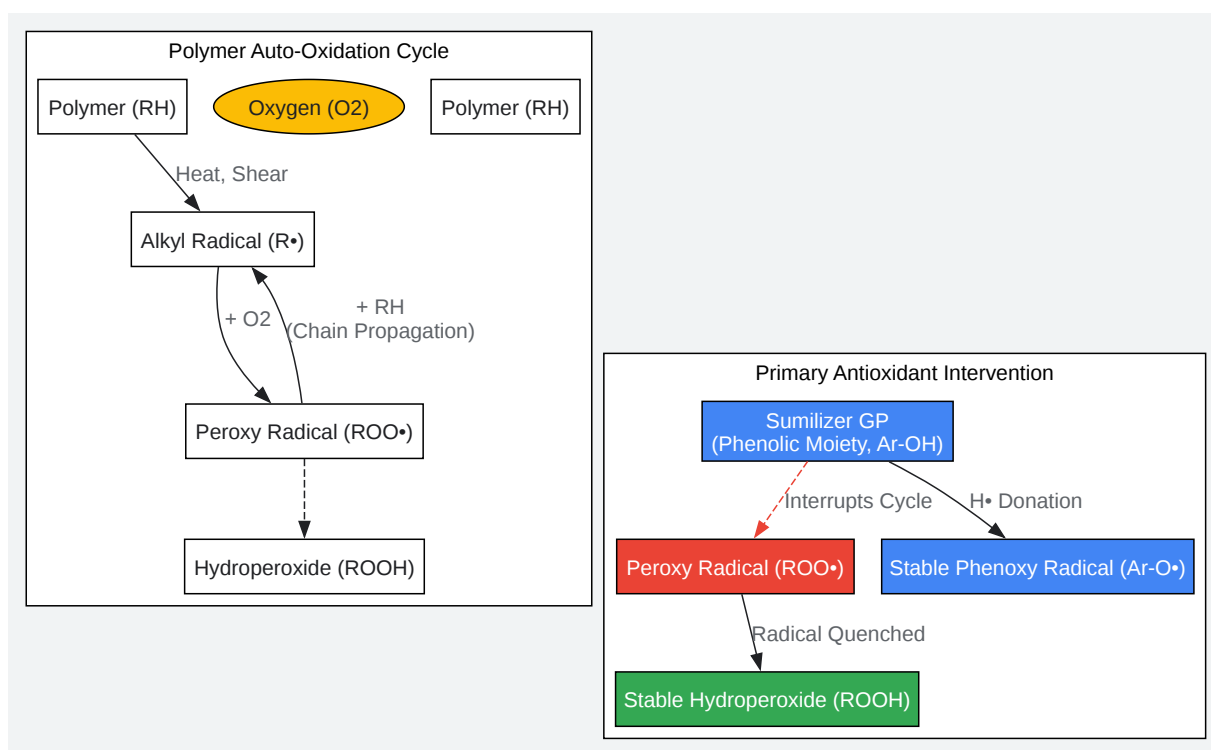 Polymer Auto-Oxidation Cycle
Polymer (RH)
Oxygen (O2)
Polymer (RH)
Heat, Shear
Alkyl Radical (R•)
+ O2
+ RH
(Chain Propagation)
Peroxy Radical (ROO•)
Hydroperoxide (ROOH)
Primary Antioxidant Intervention
Sumilizer GP
(Phenolic Moiety, Ar-OH)
Interrupts Cycle
H• Donation
Peroxy Radical (ROO•)
Stable Phenoxy Radical (Ar-O•)
Radical Quenched
Stable Hydroperoxide (ROOH)